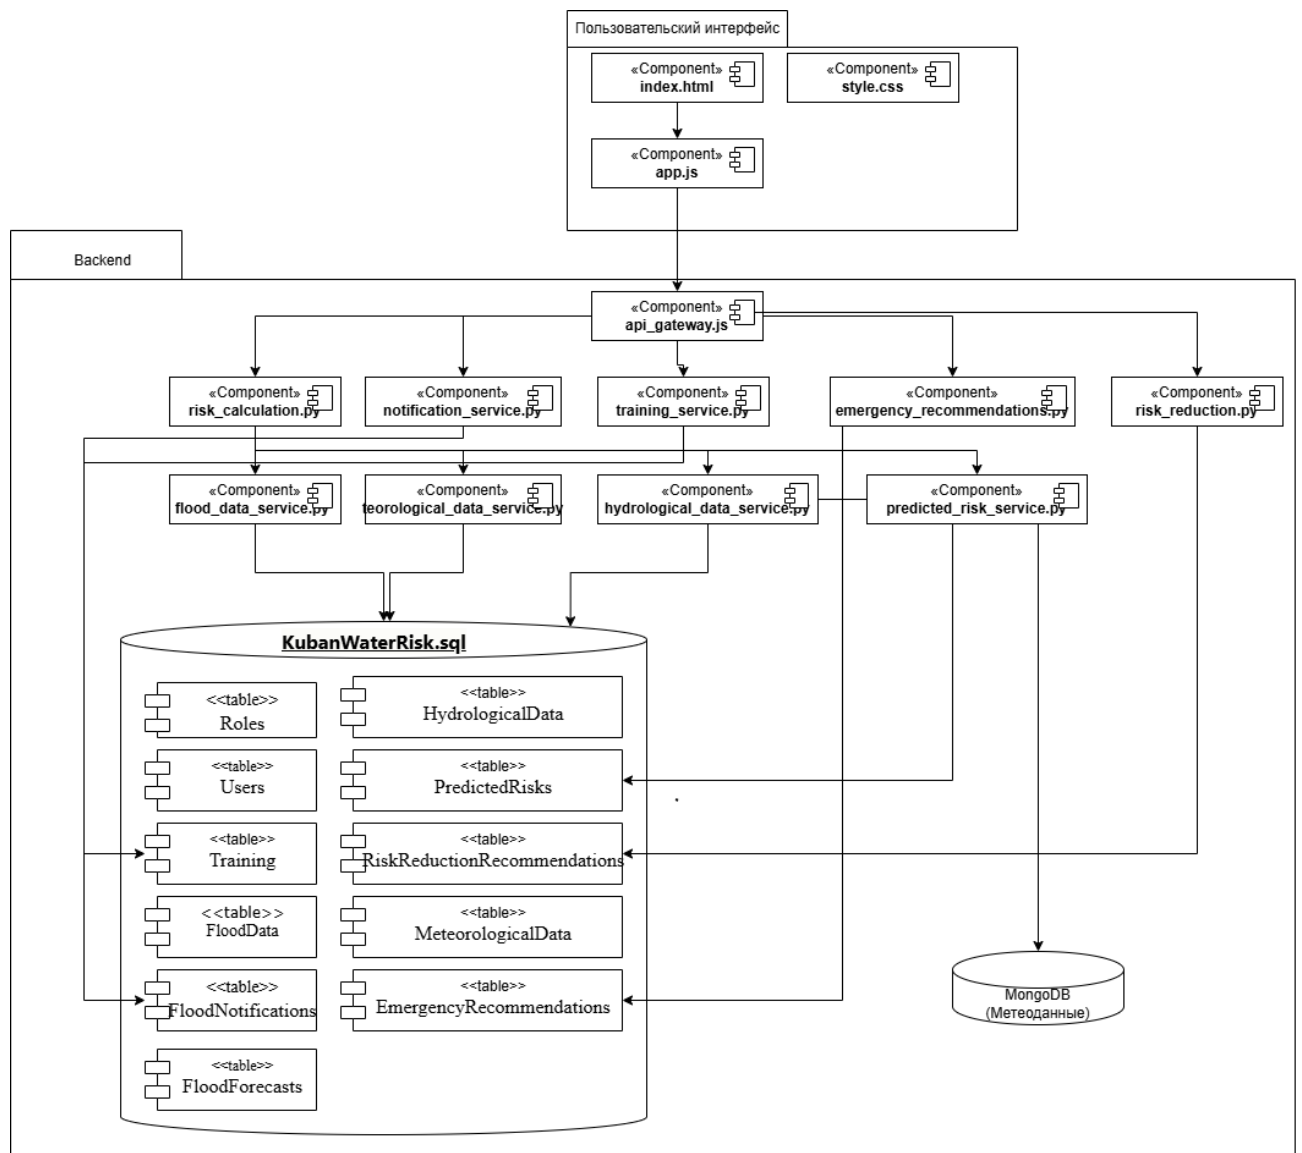 Пользовательский интерфейс
«Component»
index.html
«Component»
style.css
«Component»
app.js
Backend
«Component»
api_gateway.js
«Component»
risk_calculation.py
«Component»
notification_service.py
«Component»
training_service.py
«Component»
emergency_recommendations.py
«Component»
risk_reduction.py
«Component»
flood_data_service.py
«Component»
teorological_data_service.py
«Component»
hydrological_data_service.py
«Component»
predicted_risk_service.py
KubanWaterRisk.sql
<<table>>
Roles
<<table>>
HydrologicalData
<<table>>
Users
<<table>>
PredictedRisks
<<table>>
Training
<<table>>
RiskReductionRecommendations
<<table>>
FloodData
<<table>>
MeteorologicalData
<<table>>
FloodNotifications
<<table>>
EmergencyRecommendations
<<table>>
FloodForecasts
MongoDB
(Метеоданные)